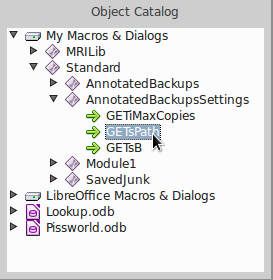 Object Catalog
My Macros & Dialogs
MRILib
Standard
AnnotatedBackups
AnnotatedBackupsSettings
GETiMaxCopies
GETsPath
GETsB
Module1
SavedJunk
LibreOffice Macros & Dialogs
Lookup.odb
Pissworld.odb